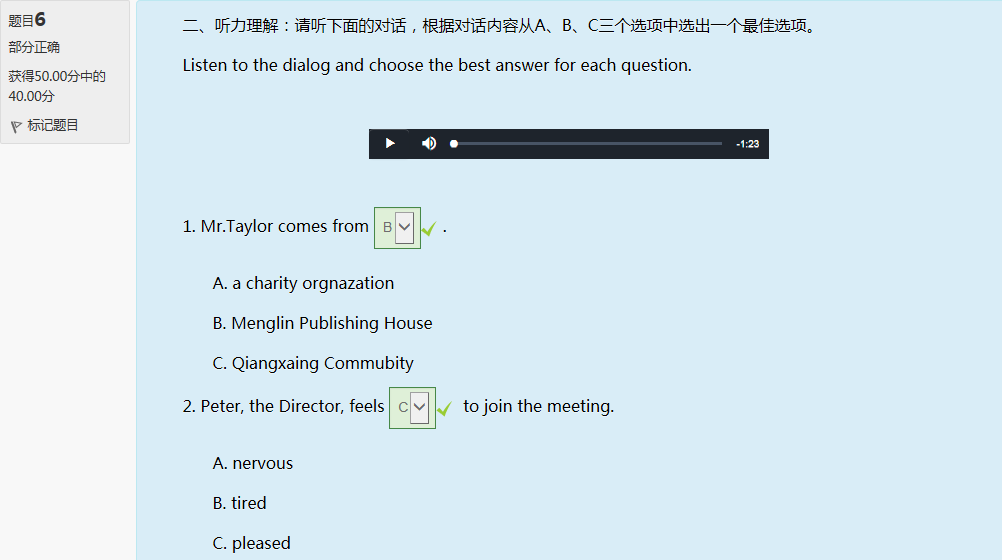 题目6
部分正确
获得50.00分中的
40.00分
标记题目
二、听力理解：请听下面的对话，根据对话内容从A、B、C三个选项中选出一个最佳选项。
Listen to the dialog and choose the best answer for each question.
-1:23
1. Mr.Taylor comes from B .
A. a charity orgnazation
B. Menglin Publishing House
C. Qiangxaing Commubity
2. Peter, the Director, feels C to join the meeting.
A. nervous
B. tired
C. pleased